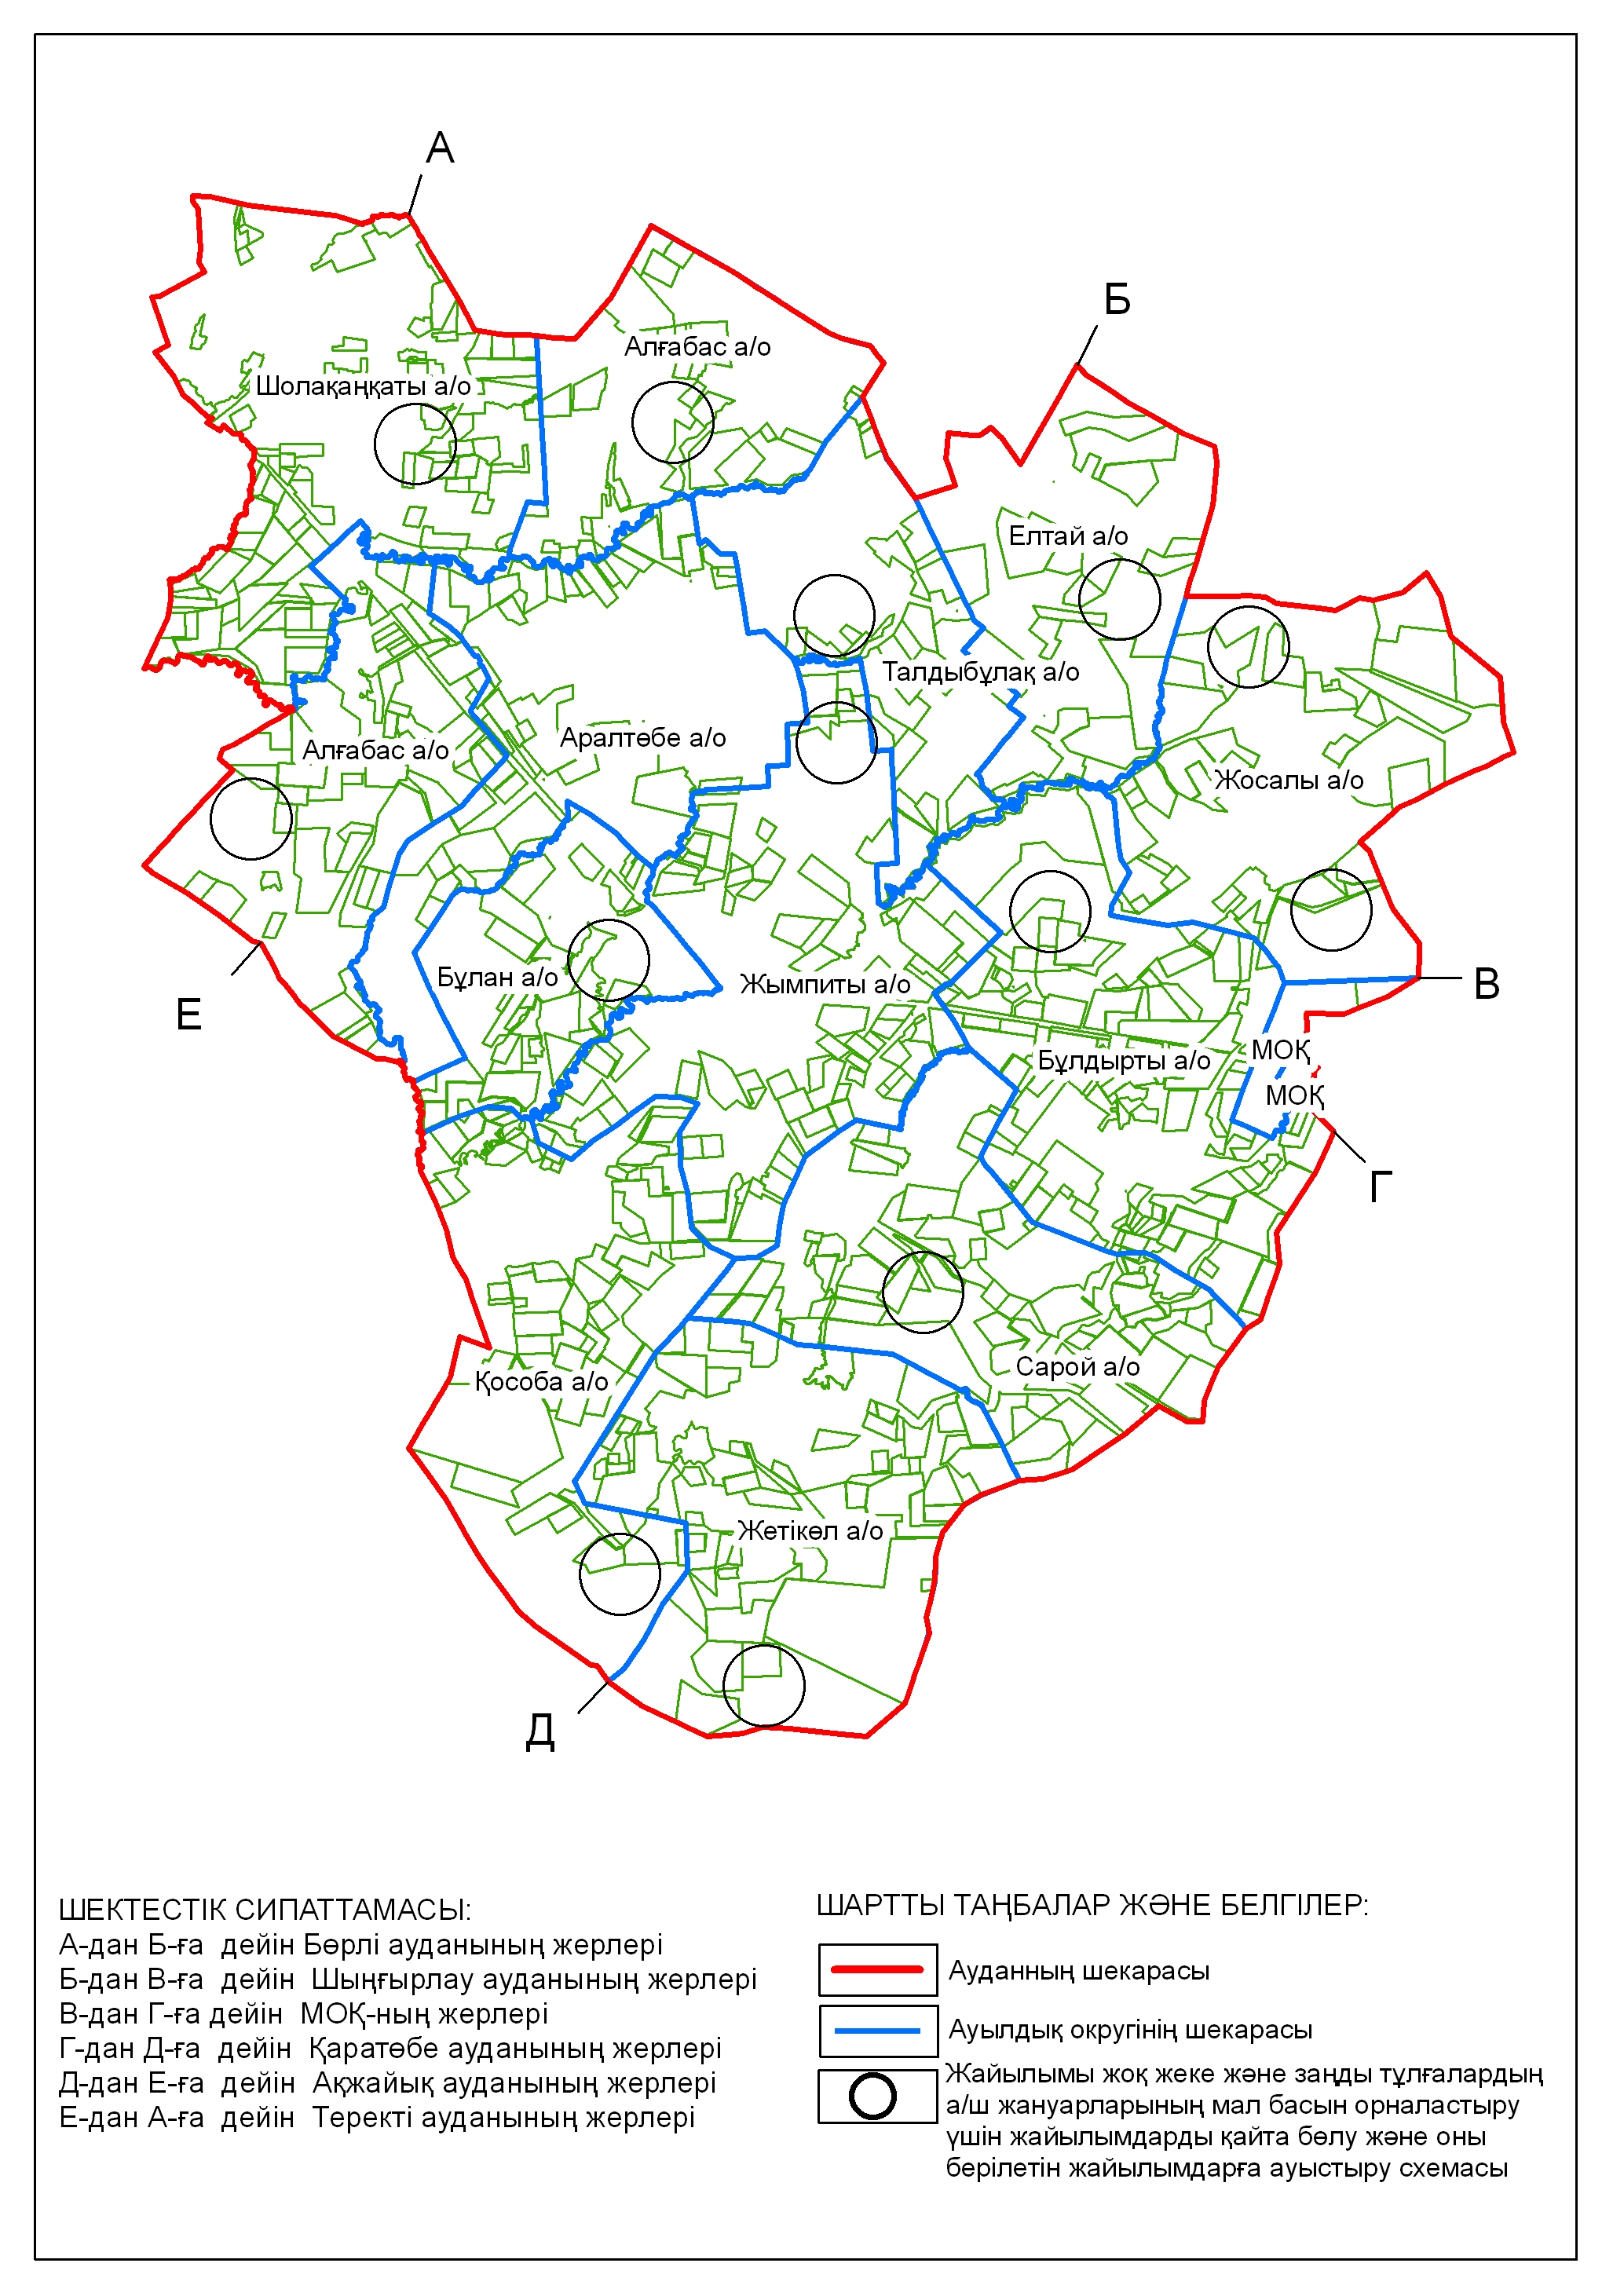 А
Б
Алғабас а/о
Шолақаңқаты а/о
Елтай а/о
Талдыбұлақ а/о
Аралтөбе а/о
Алғабас а/о
Жосалы а/о
Бұлан а/о
Жымпиты а/о
В
Е
МОҚ
Бұлдырты а/о
МОҚ
Г
Сарой а/о
Қособа а/о
Жетікөл а/о
Д
ШЕКТЕСТІК СИПАТТАМАСЫ:
А-дан Б-ға дейін Бөрлі ауданының жерлері
Б-дан В-ға дейін Шыңғырлау ауданының жерлері
В-дан Г-ға дейін МОҚ-ның жерлері
Г-дан Д-ға дейін Қаратөбе ауданының жерлері
Д-дан Е-ға дейін Ақжайық ауданының жерлері
Е-дан А-ға дейін Теректі ауданының жерлері
ШАРТТЫ ТАҢБАЛАР ЖӘНЕ БЕЛГІЛЕР:
Ауданның шекарасы
Ауылдық округінің шекарасы
Жайылымы жоқ жеке және заңды тұлғалардың
а/ш жануарларының мал басын орналастыру
үшін жайылымдарды қайта бөлу және оны
берілетін жайылымдарға ауыстыру схемасы